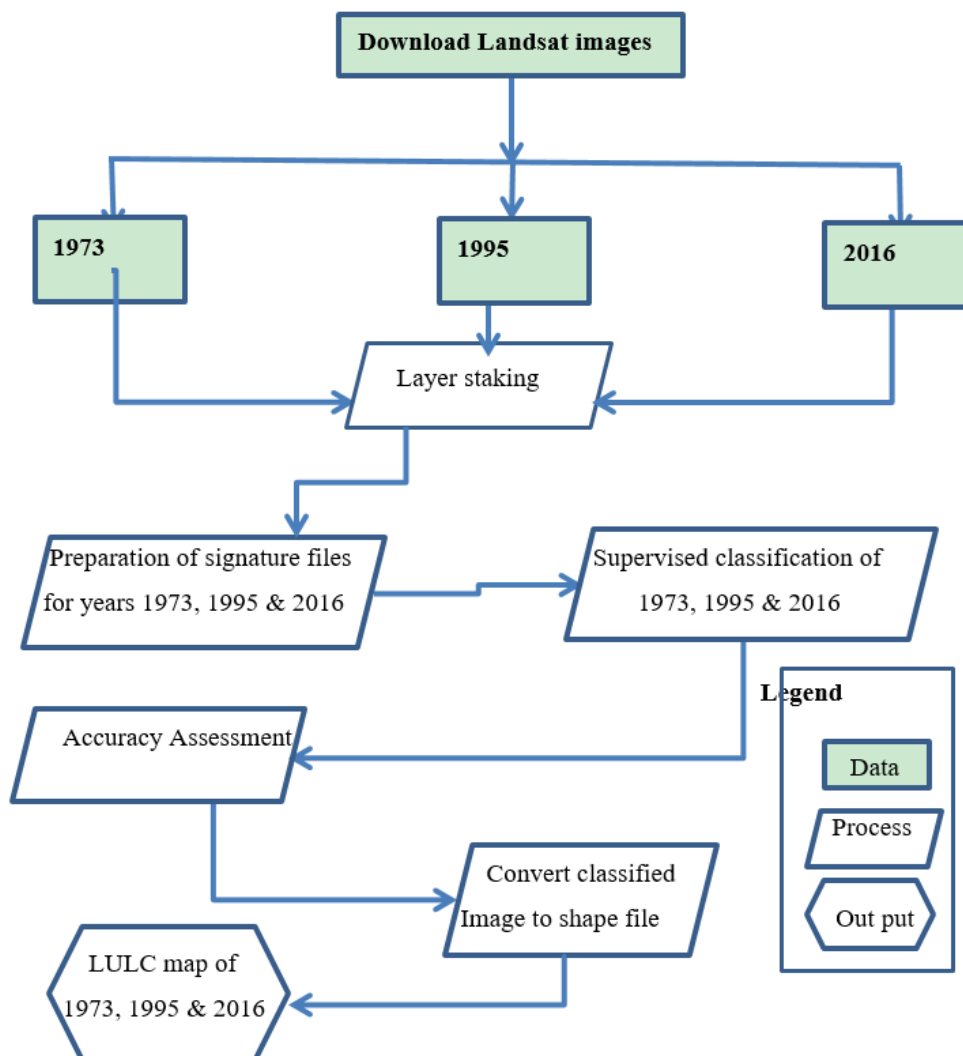 Download Landsat images
1973
1995
2016
Layer staking
Preparation of signature files
for years 1973, 1995 & 2016
Supervised classification of
1973, 1995 & 2016
Legend
Accuracy Assessment
Data
Process
Convert classified
Image to shape file
Out put
LULC map of
1973, 1995 & 2016